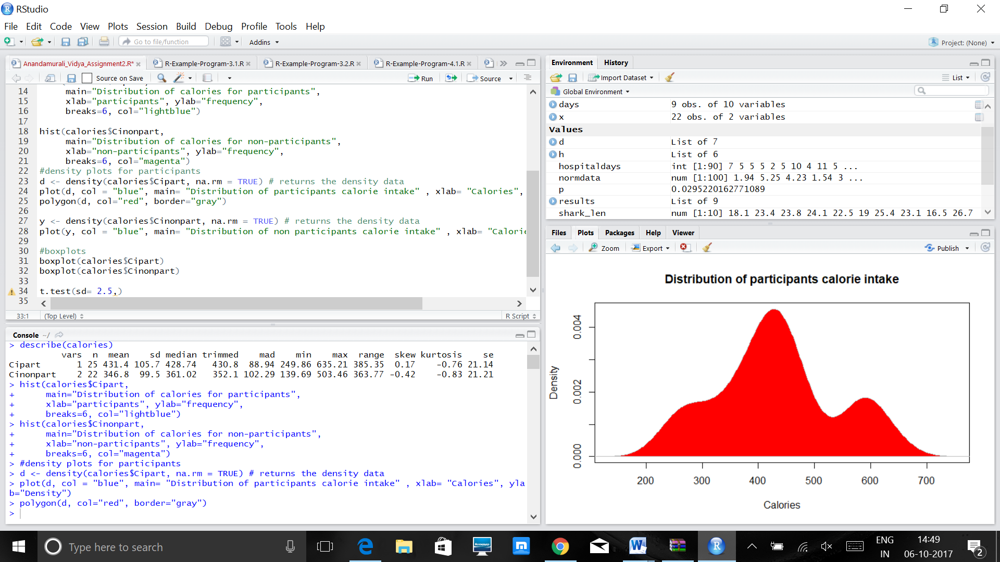 RStudio
File Edit Code View Plots Session Build Debug Profile Tools Help
Go to file/function Addins Project: (None)
Anandamurali_Vidya_Assignment2.R* R-Example-Program-3.1.R R-Example-Program-3.2.R R-Example-Program-4.1.R
Source on Save Run Source
14 main="Distribution of calories for participants",
15 xlab="participants", ylab="frequency",
16 breaks=6, col="lightblue")
17
18 hist(calories$Cinonpart,
19 main="Distribution of calories for non-participants",
20 xlab="non-participants", ylab="frequency",
21 breaks=6, col="magenta")
22 #density plots for participants
23 d <- density(calories$Cipart, na.rm = TRUE) # returns the density data
24 plot(d, col = "blue", main= "Distribution of participants calorie intake" , xlab= "Calories",
25 polygon(d, col="red", border="gray")
26
27 y <- density(calories$Cinonpart, na.rm = TRUE) # returns the density data
28 plot(y, col = "blue", main= "Distribution of non participants calorie intake" , xlab= "Calorie
29
30 #boxplots
31 boxplot(calories$Cipart)
32 boxplot(calories$Cinonpart)
33
34 t.test(sd= 2.5,)
35
33:1 (Top Level) R Script
Console ~/
> describe(calories)
vars n mean sd median trimmed mad min max range skew kurtosis se
Cipart 1 25 431.4 105.7 428.74 430.8 88.94 249.86 635.21 385.35 0.17 -0.76 21.14
Cinonpart 2 22 346.8 99.5 361.02 352.1 102.29 139.69 503.46 363.77 -0.42 -0.83 21.21
> hist(calories$Cipart,
+ main="Distribution of calories for participants",
+ xlab="participants", ylab="frequency",
+ breaks=6, col="lightblue")
> hist(calories$Cinonpart,
+ main="Distribution of calories for non-participants",
+ xlab="non-participants", ylab="frequency",
+ breaks=6, col="magenta")
> #density plots for participants
> d <- density(calories$Cipart, na.rm = TRUE) # returns the density data
> plot(d, col = "blue", main= "Distribution of participants calorie intake" , xlab= "Calories", yla
b="Density")
> polygon(d, col="red", border="gray")
>
Environment History
Import Dataset List
Global Environment
days 9 obs. of 10 variables
x 22 obs. of 2 variables
Values
d List of 7
h List of 6
hospitaldays int [1:90] 7 5 5 5 2 5 10 4 11 5 ...
normdata num [1:100] 1.94 5.25 4.23 1.54 3 ...
p 0.0295220162771089
results List of 9
shark_len num [1:10] 18.1 23.4 23.8 24.1 22.5 19 25.4 23.1 16.5 26.7
Files Plots Packages Help Viewer
Zoom Export Publish
Distribution of participants calorie intake
Density
0.004
0.002
0.000
200 300 400 500 600 700
Calories
Type here to search
lenovo
ENG
IN
14:49
06-10-2017
2